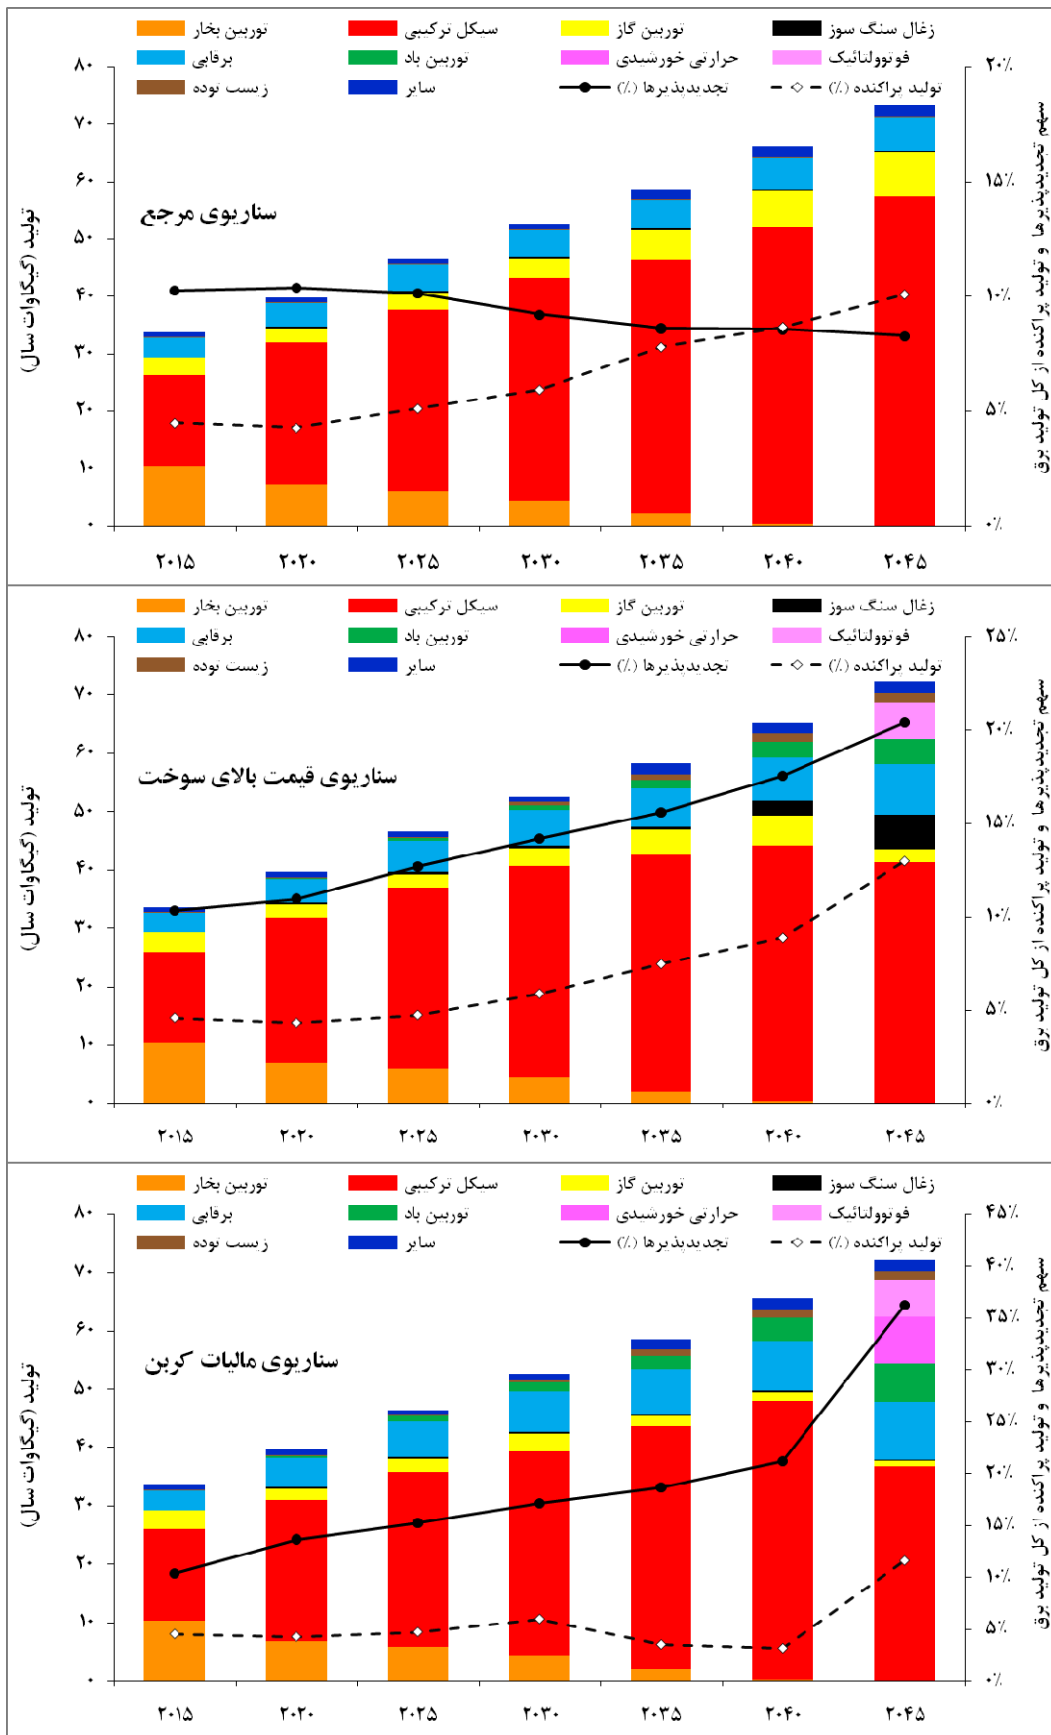 توربین بخار سیکل ترکیبی توربین گاز زغال سنگ سوز
برقابی توربین باد حرارتی خورشیدی فوتوولتائیک
زیست توده سایر تجدیدپذیرها (%) تولید پراکنده (%)
سناریوی مرجع
تولید (گیگاوات سال)
۸۰
۷۰
۶۰
۵۰
۴۰
۳۰
۲۰
۱۰
۰
سهم تجدیدپذیرها و تولید پراکنده از کل تولید برق
۲۰٪
۱۵٪
۱۰٪
۵٪
۰٪
۲۰۱۵ ۲۰۲۰ ۲۰۲۵ ۲۰۳۰ ۲۰۳۵ ۲۰۴۰ ۲۰۴۵
توربین بخار سیکل ترکیبی توربین گاز زغال سنگ سوز
برقابی توربین باد حرارتی خورشیدی فوتوولتائیک
زیست توده سایر تجدیدپذیرها (%) تولید پراکنده (%)
سناریوی قیمت بالای سوخت
تولید (گیگاوات سال)
۸۰
۷۰
۶۰
۵۰
۴۰
۳۰
۲۰
۱۰
۰
سهم تجدیدپذیرها و تولید پراکنده از کل تولید برق
۲۵٪
۲۰٪
۱۵٪
۱۰٪
۵٪
۰٪
۲۰۱۵ ۲۰۲۰ ۲۰۲۵ ۲۰۳۰ ۲۰۳۵ ۲۰۴۰ ۲۰۴۵
توربین بخار سیکل ترکیبی توربین گاز زغال سنگ سوز
برقابی توربین باد حرارتی خورشیدی فوتوولتائیک
زیست توده سایر تجدیدپذیرها (%) تولید پراکنده (%)
سناریوی مالیات کربن
تولید (گیگاوات سال)
۸۰
۷۰
۶۰
۵۰
۴۰
۳۰
۲۰
۱۰
۰
سهم تجدیدپذیرها و تولید پراکنده از کل تولید برق
۴۵٪
۴۰٪
۳۵٪
۳۰٪
۲۵٪
۲۰٪
۱۵٪
۱۰٪
۵٪
۰٪
۲۰۱۵ ۲۰۲۰ ۲۰۲۵ ۲۰۳۰ ۲۰۳۵ ۲۰۴۰ ۲۰۴۵